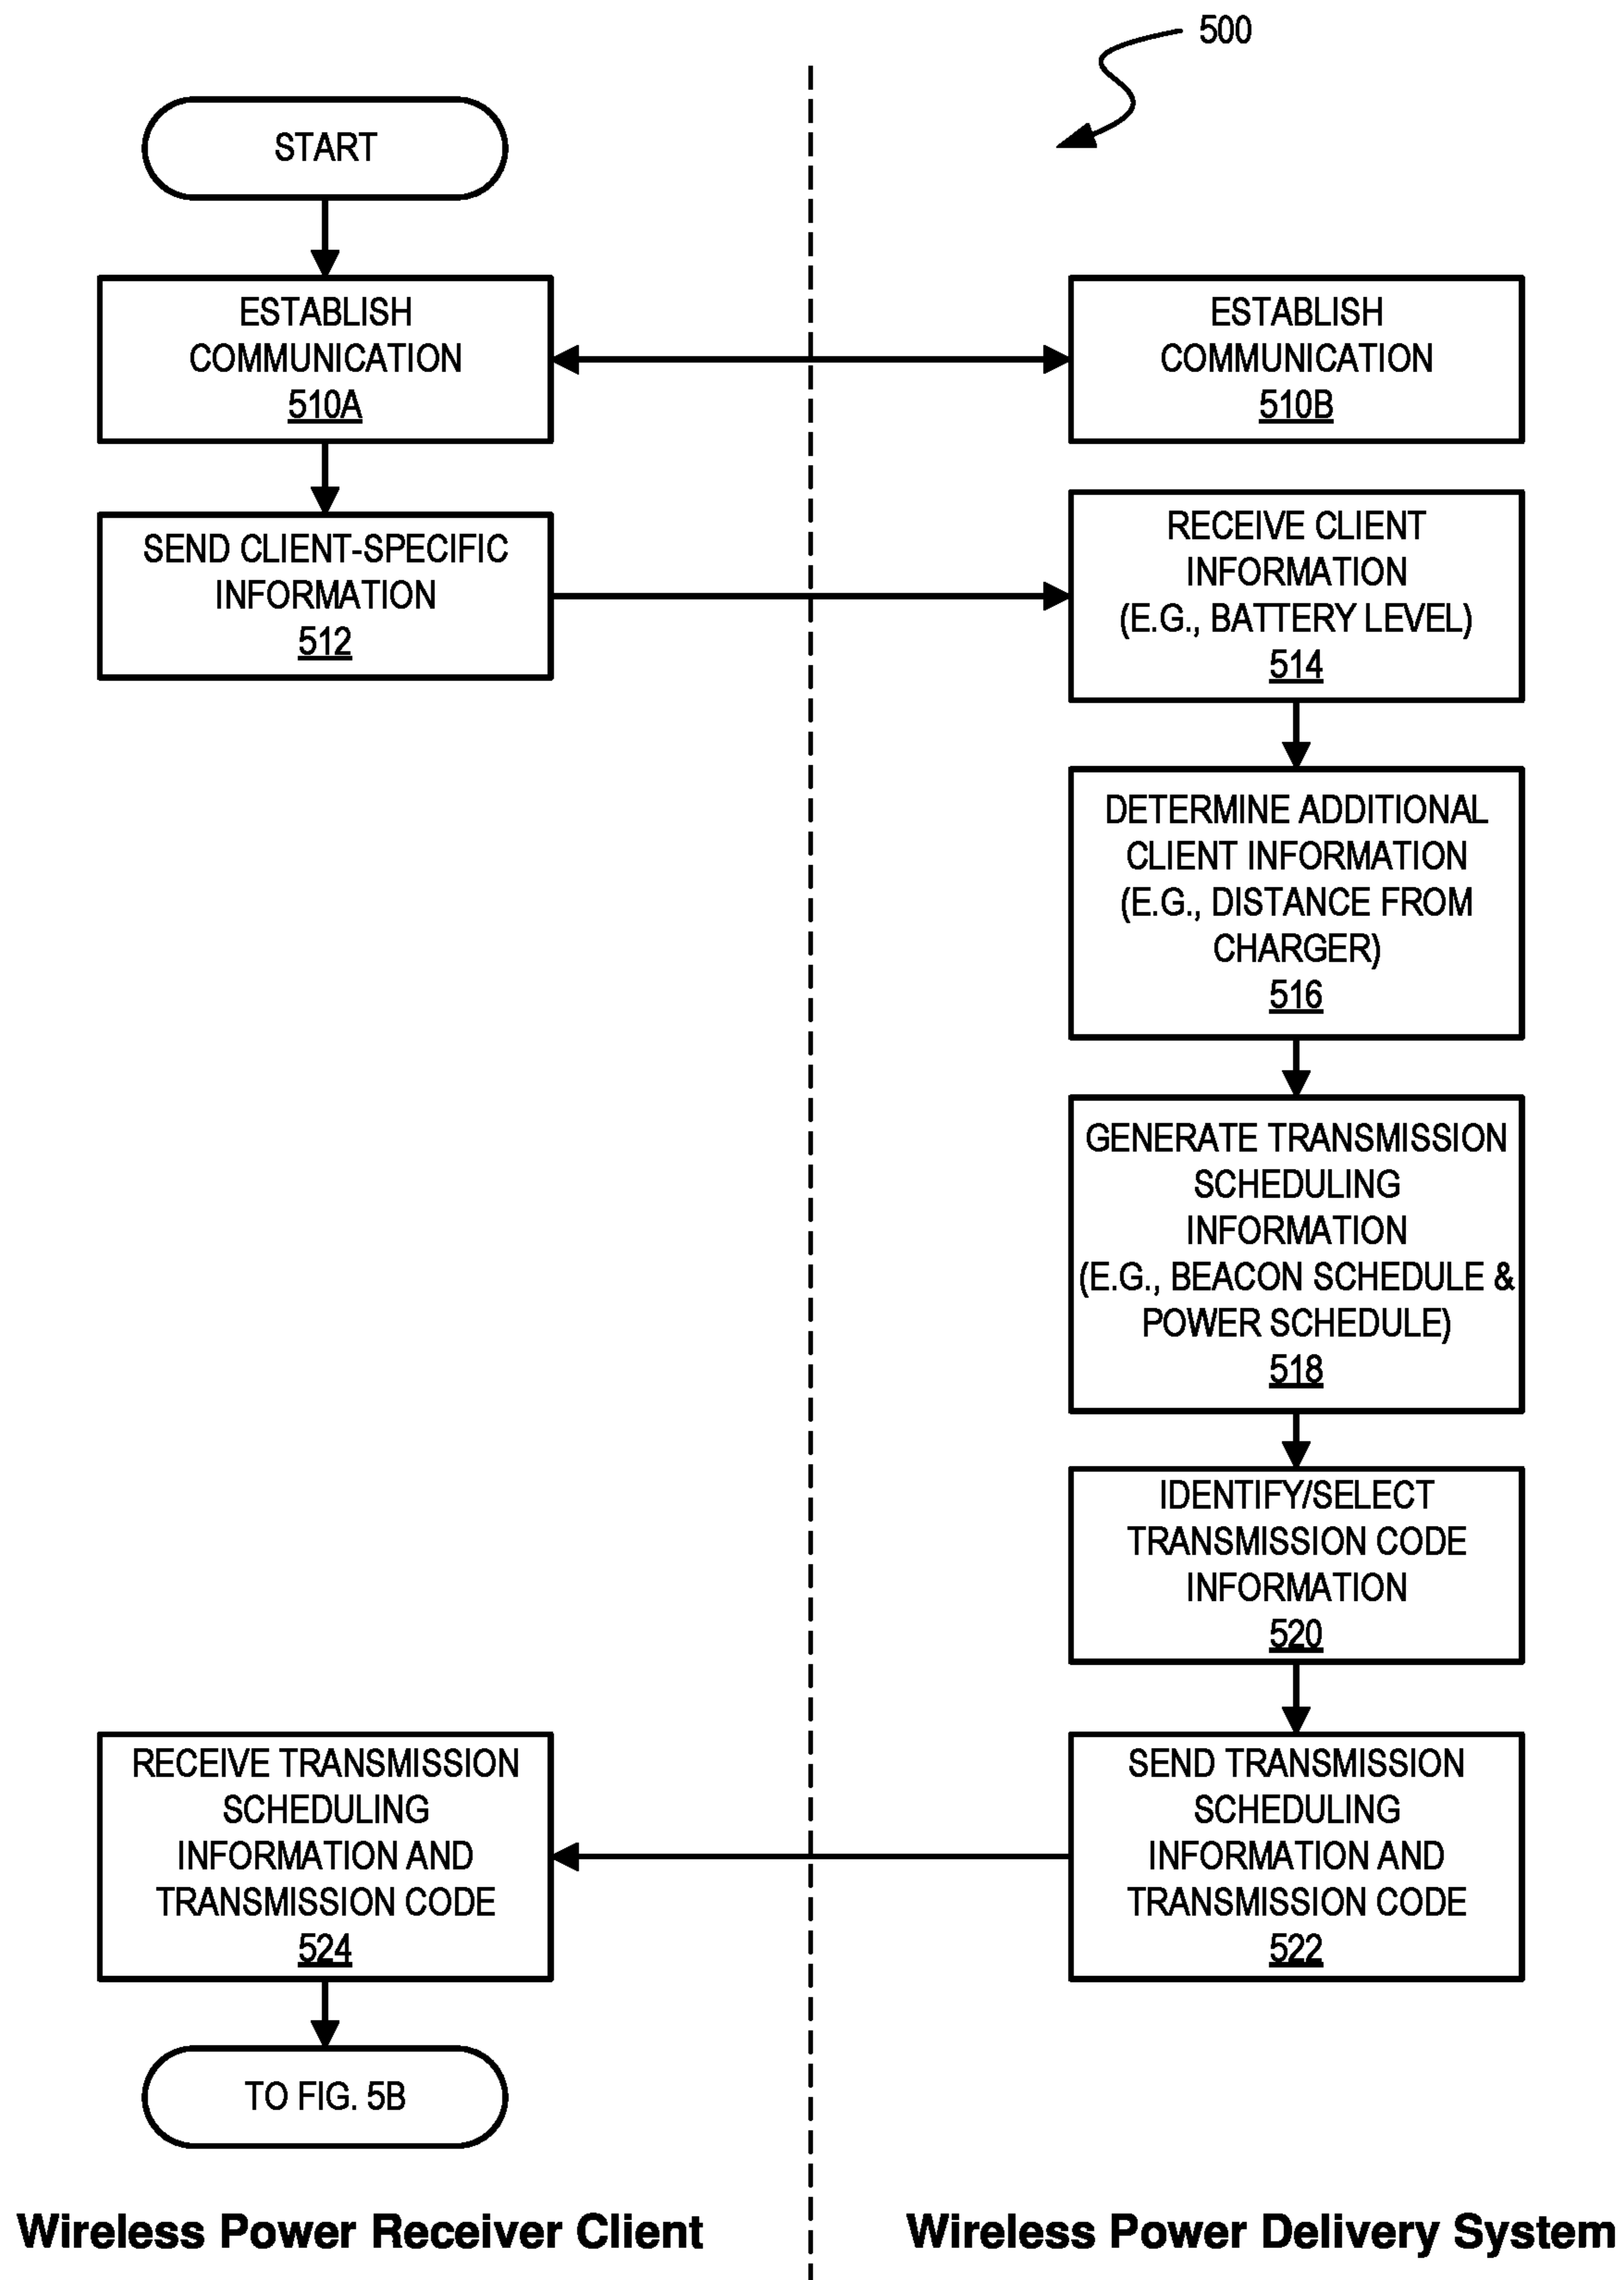 500
START
ESTABLISH
COMMUNICATION
510A
ESTABLISH
COMMUNICATION
510B
SEND CLIENT-SPECIFIC
INFORMATION
512
RECEIVE CLIENT
INFORMATION
(E.G., BATTERY LEVEL)
514
DETERMINE ADDITIONAL
CLIENT INFORMATION
(E.G., DISTANCE FROM
CHARGER)
516
GENERATE TRANSMISSION
SCHEDULING
INFORMATION
(E.G., BEACON SCHEDULE &
POWER SCHEDULE)
518
IDENTIFY/SELECT
TRANSMISSION CODE
INFORMATION
520
SEND TRANSMISSION
SCHEDULING
INFORMATION AND
TRANSMISSION CODE
522
RECEIVE TRANSMISSION
SCHEDULING
INFORMATION AND
TRANSMISSION CODE
524
TO FIG. 5B
Wireless Power Receiver Client
Wireless Power Delivery System